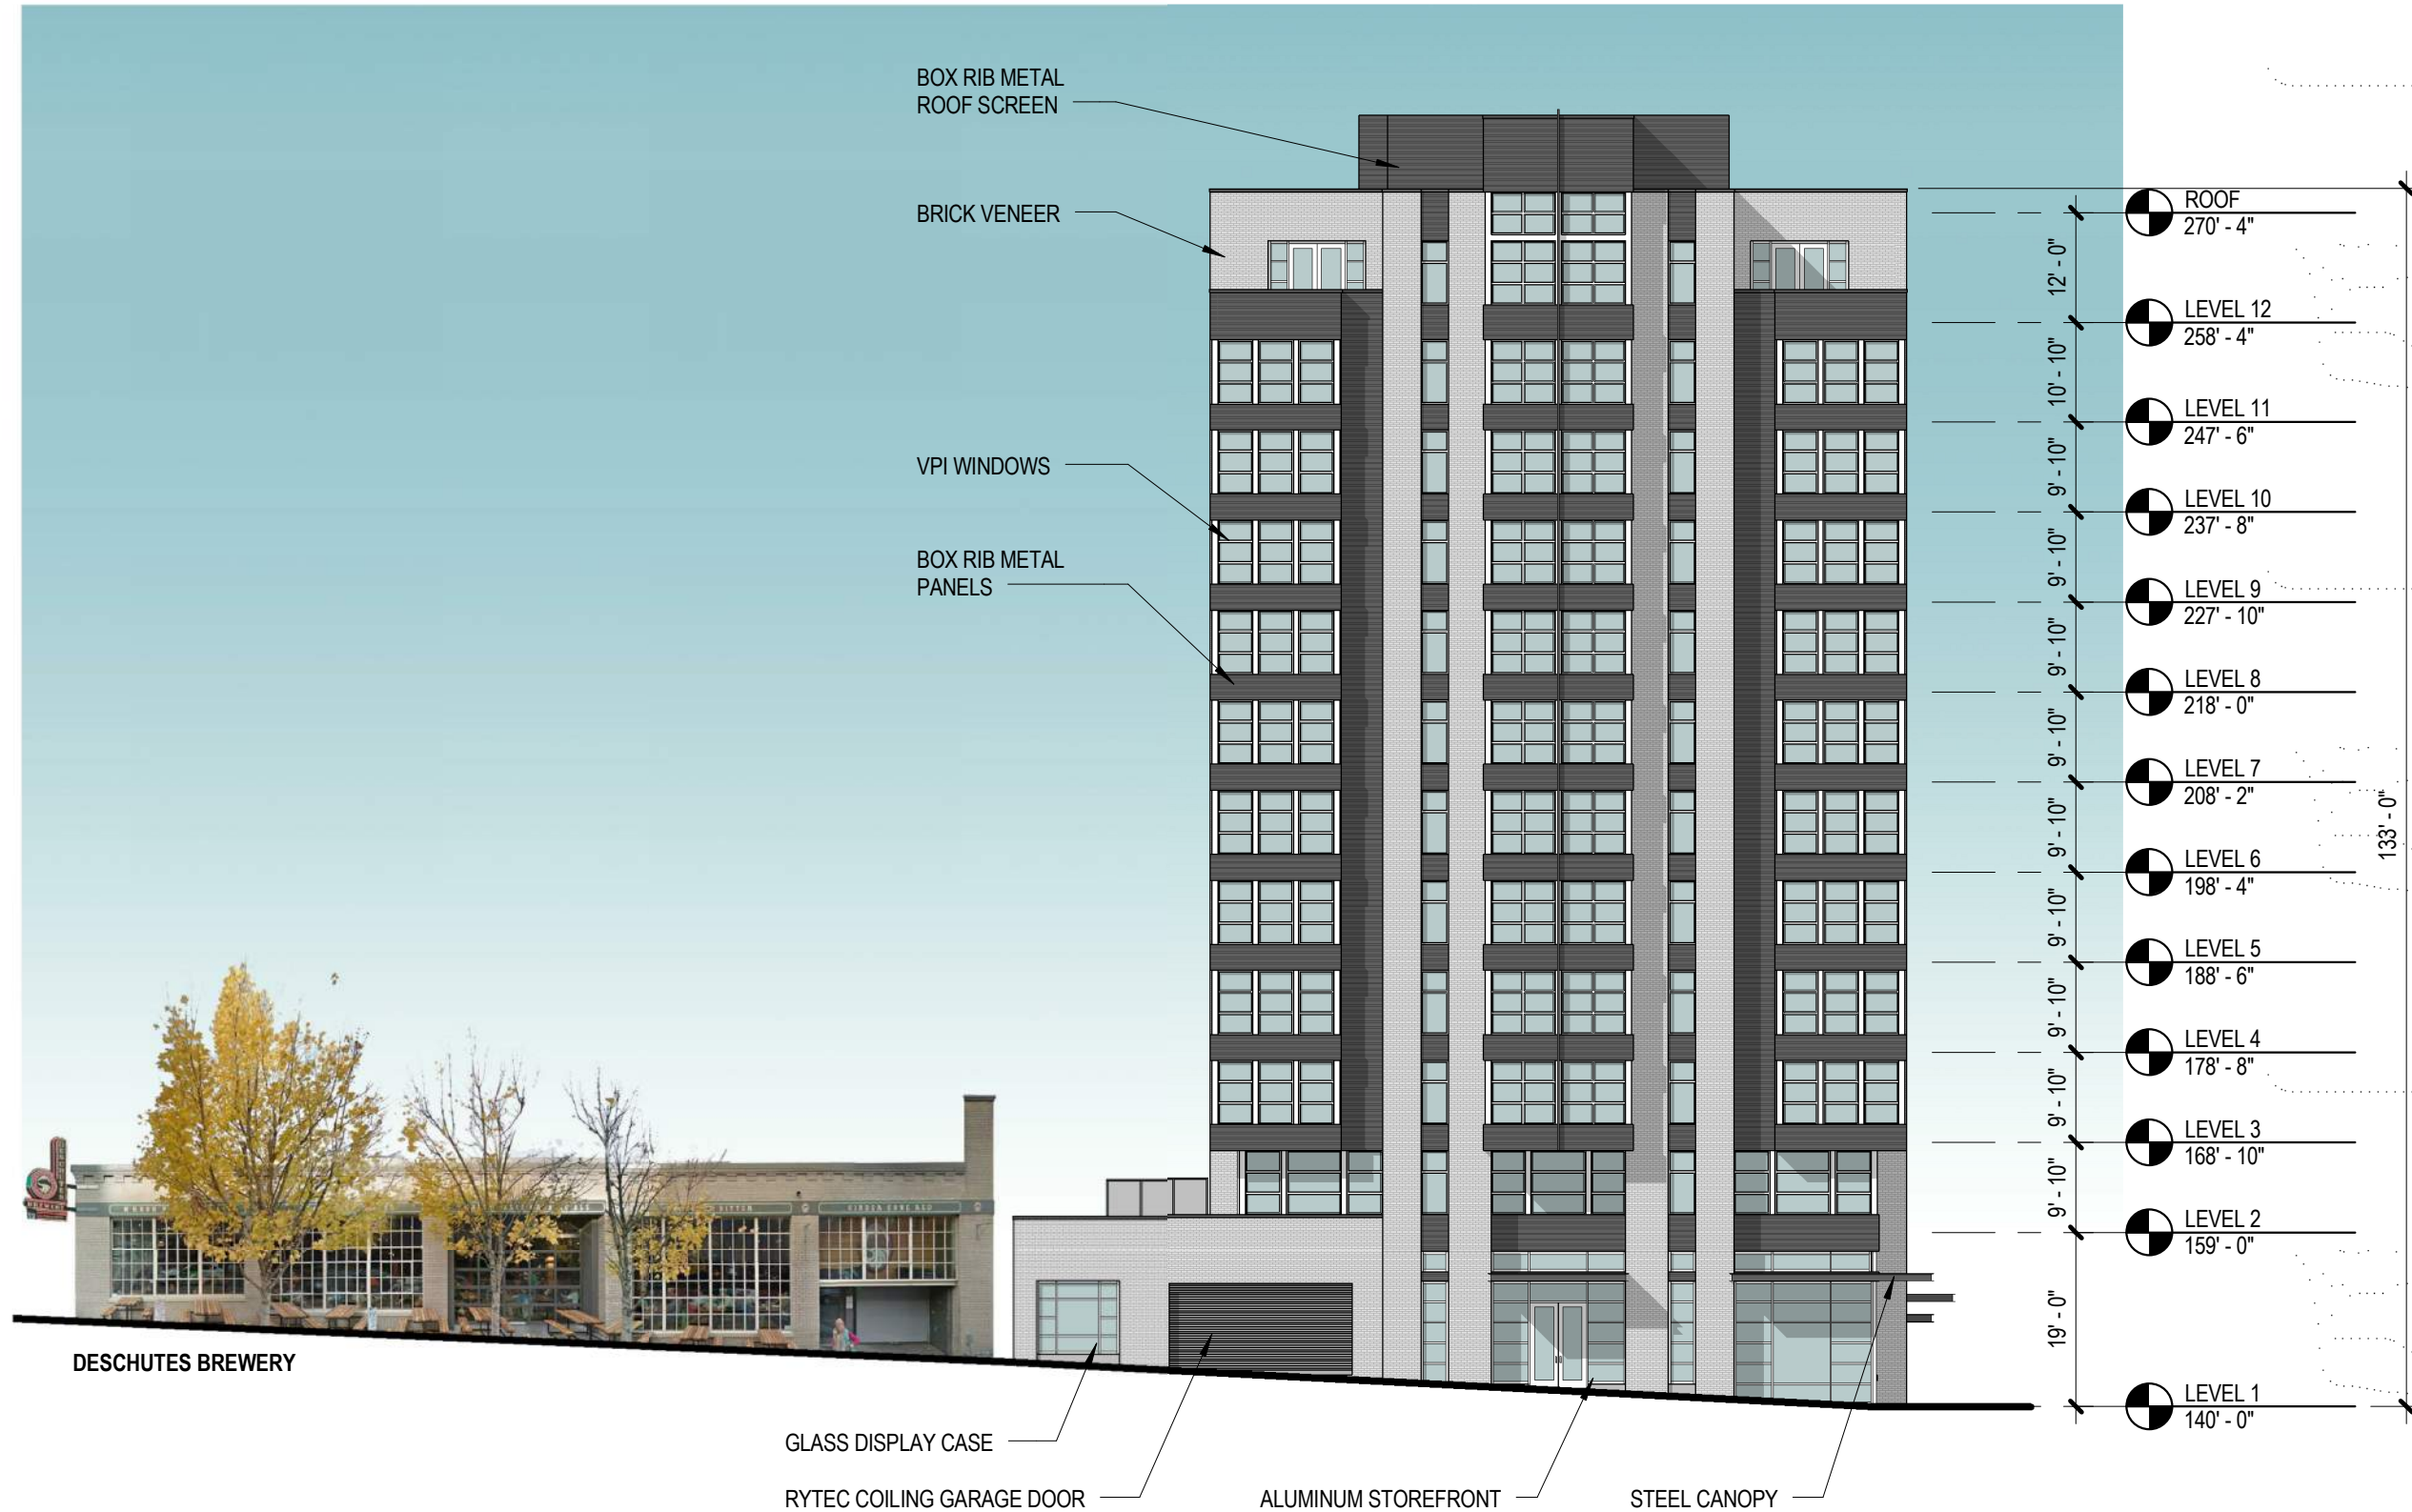 BOX RIB METAL
ROOF SCREEN
BRICK VENEER
VPI WINDOWS
BOX RIB METAL
PANELS
ROOF
270' - 4"
12' - 0"
LEVEL 12
258' - 4"
10' - 10"
LEVEL 11
247' - 6"
9' - 10"
LEVEL 10
237' - 8"
9' - 10"
LEVEL 9
227' - 10"
9' - 10"
LEVEL 8
218' - 0"
9' - 10"
LEVEL 7
208' - 2"
9' - 10"
LEVEL 6
198' - 4"
9' - 10"
LEVEL 5
188' - 6"
9' - 10"
LEVEL 4
178' - 8"
9' - 10"
LEVEL 3
168' - 10"
9' - 10"
LEVEL 2
159' - 0"
19' - 0"
LEVEL 1
140' - 0"
133' - 0"
DESCHUTES BREWERY
GLASS DISPLAY CASE
RYTEC COILING GARAGE DOOR
ALUMINUM STOREFRONT
STEEL CANOPY